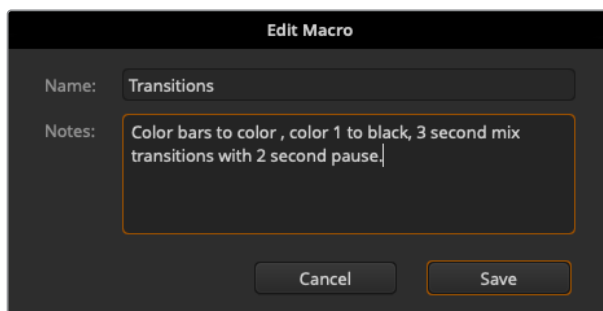 Edit Macro
Name: Transitions
Notes: Color bars to color , color 1 to black, 3 second mix
transitions with 2 second pause.
Cancel Save